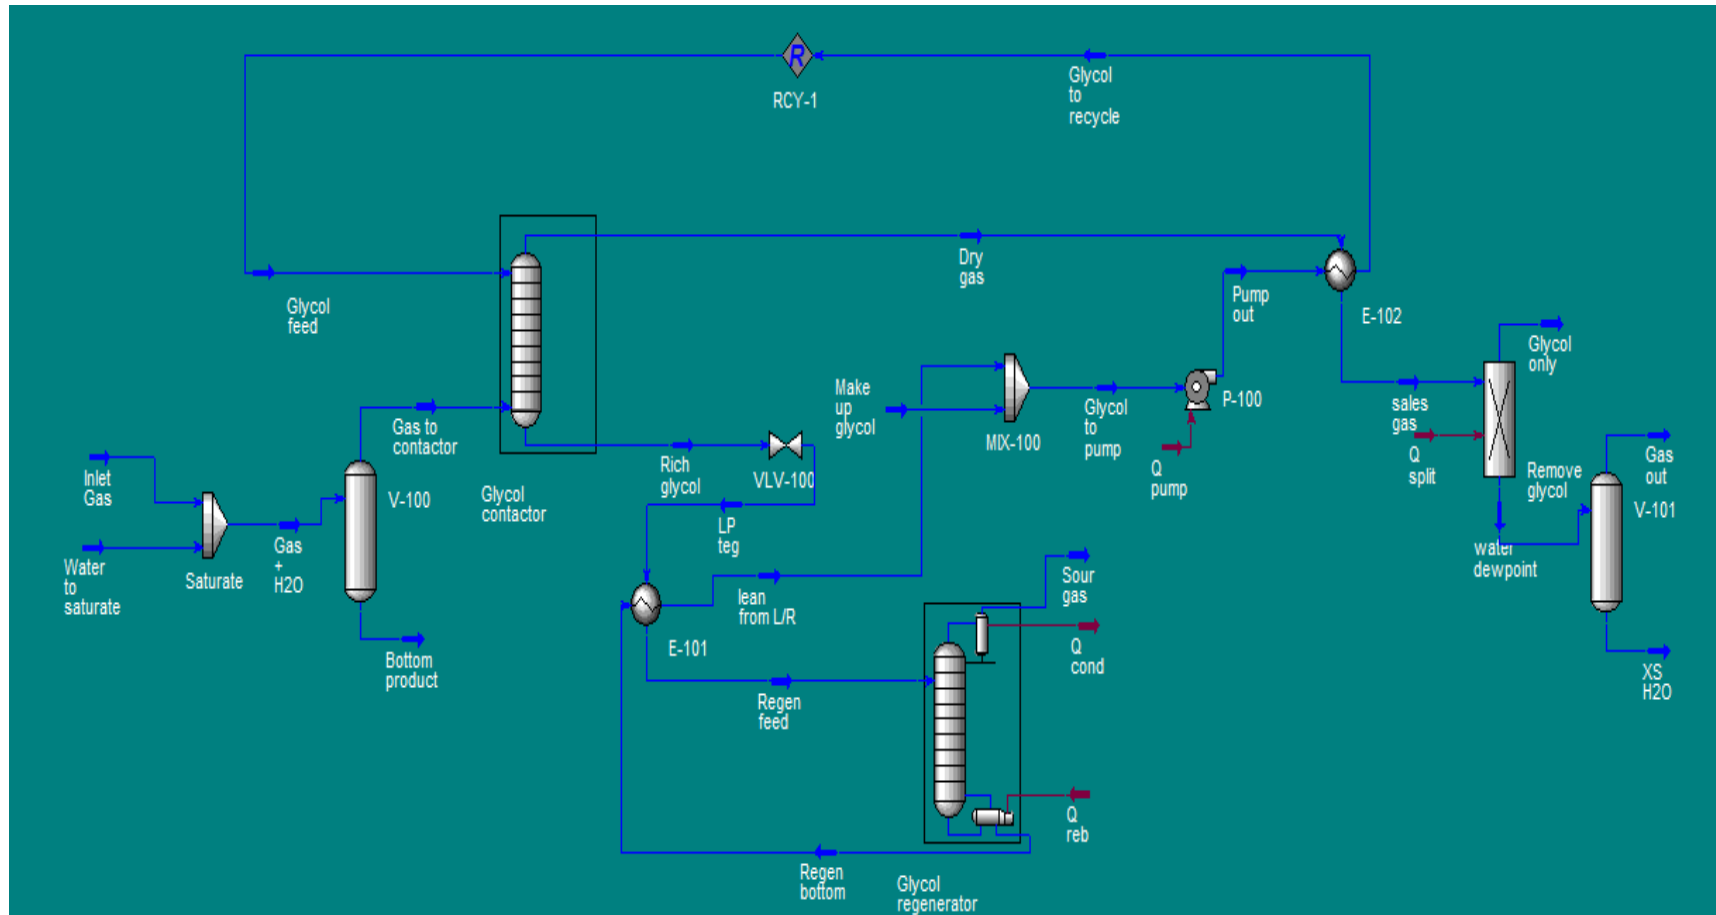 R
RCY-1
Glycol
to
recycle
Glycol
feed
Dry
gas
Pump
out
E-102
Glycol
only
Gas to
contactor
Make
up
glycol
MIX-100
Glycol
to
pump
P-100
Q
pump
sales
gas
Q
split
Remove
glycol
Gas
out
V-101
Inlet
Gas
V-100
Glycol
contactor
Rich
glycol
VLV-100
LP
teg
Water
to
saturate
Saturate
Gas
+
H2O
Bottom
product
lean
from L/R
E-101
Sour
gas
Q
cond
water
dewpoint
XS
H2O
Regen
feed
Q
reb
Regen
bottom
Glycol
regenerator